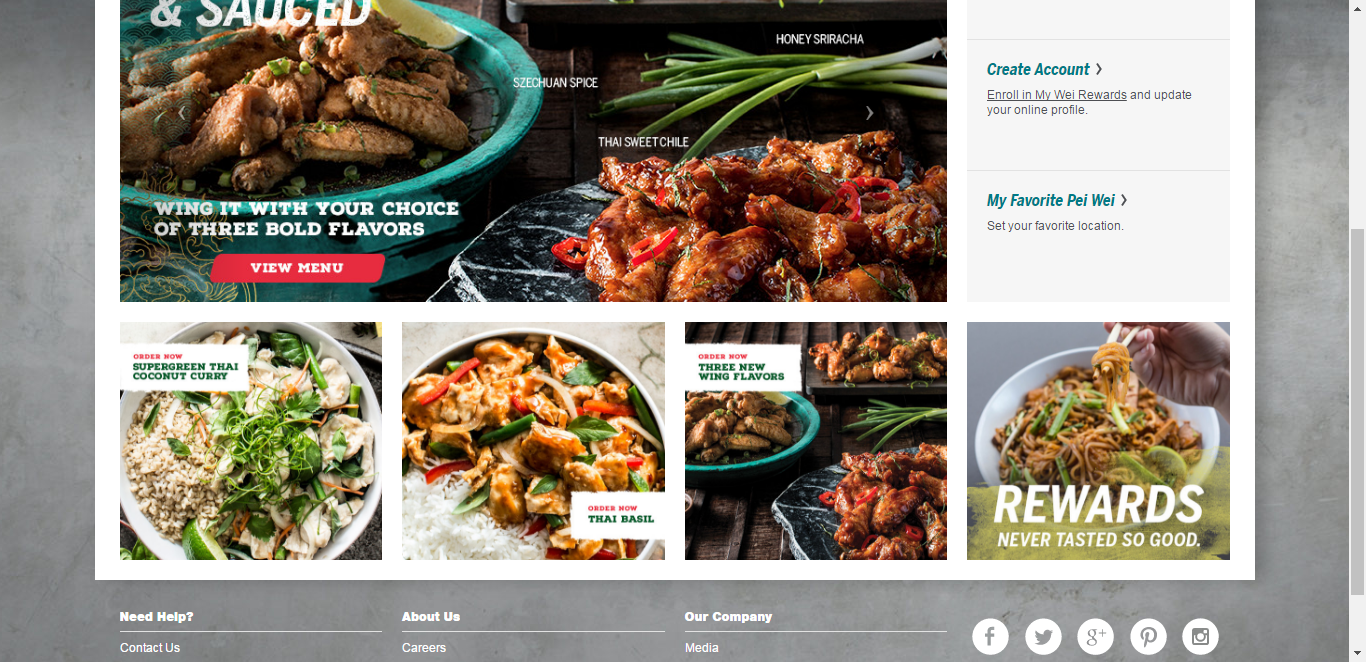 & SAUCED
HONEY SRIRACHA
SZECHUAN SPICE
THAI SWEET CHILE
WING IT WITH YOUR CHOICE
OF THREE BOLD FLAVORS
VIEW MENU
Create Account
Enroll in My Wei Rewards and update
your online profile.
My Favorite Pei Wei
Set your favorite location.
ORDER NOW
SUPERGREEN THAI
COCONUT CURRY
ORDER NOW
THAI BASIL
ORDER NOW
THREE NEW
WING FLAVORS
REWARDS
NEVER TASTED SO GOOD.
Need Help?
About Us
Our Company
Contact Us
Careers
Media